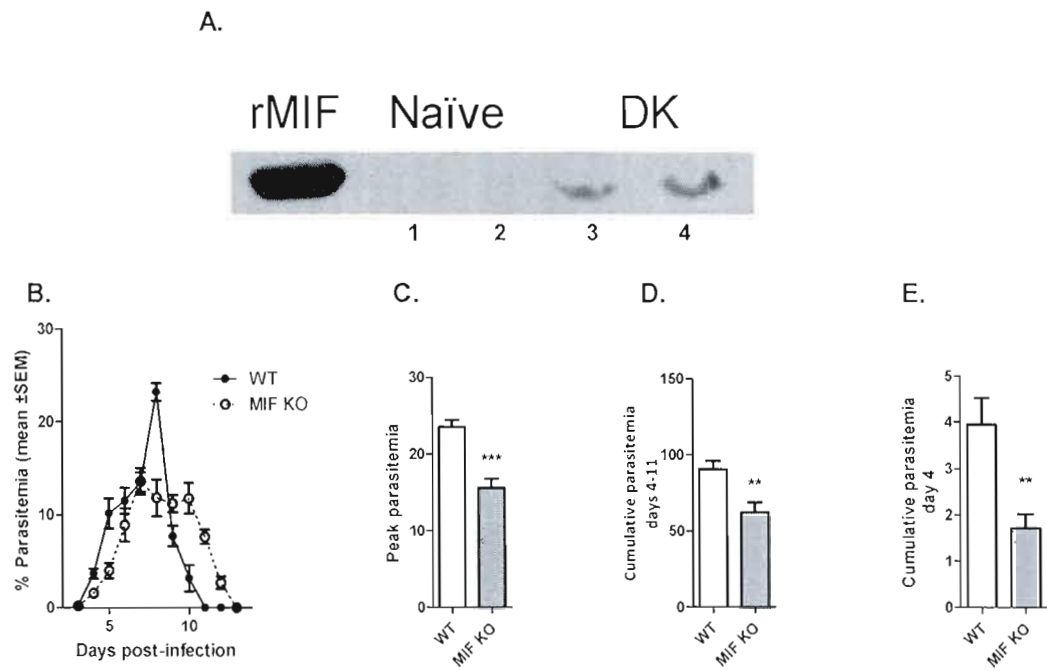 A.
rMIF Naïve DK
1 2 3 4
B.
30
20
10
0
% Parasitemia (mean ±SEM)
WT
MIF KO
5 10
Days post-infection
C.
30
20
10
0
Peak parasitemia
***
WT
MIF KO
D.
150
100
50
0
Cumulative parasitemia
days 4-11
**
WT
MIF KO
E.
5
4
3
2
1
0
Cumulative parasitemia
day 4
**
WT
MIF KO